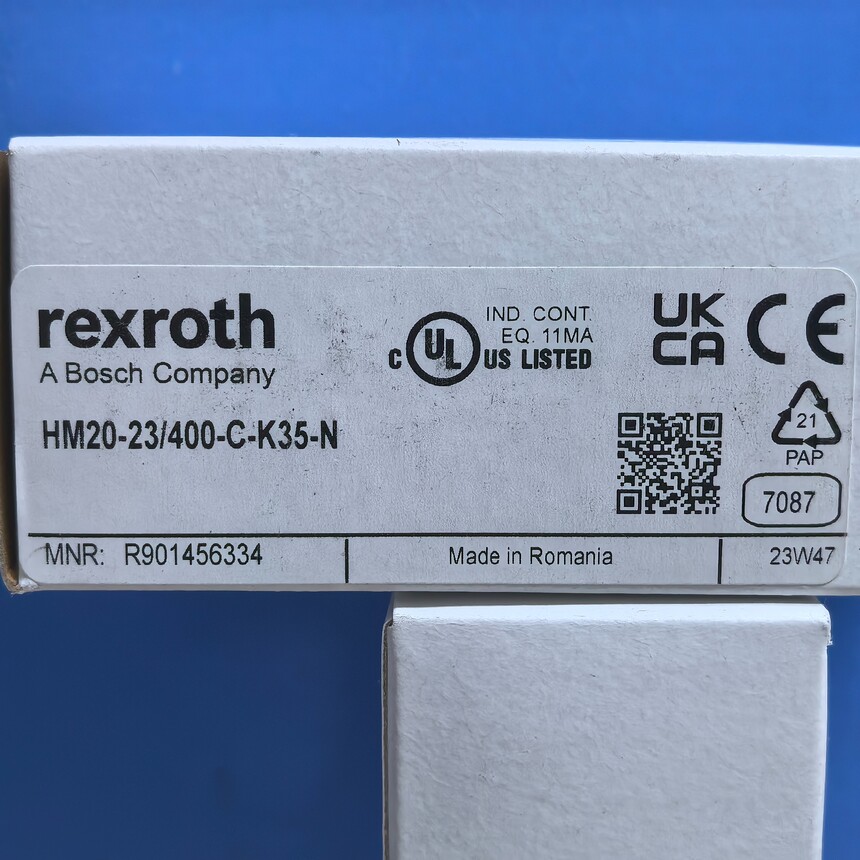 rexroth
A Bosch Company
HM20-23/400-C-K35-N
C UL US LISTED
IND. CONT.
EQ. 11MA
UK
CA
CE
21
PAP
7087
MNR: R901456334
Made in Romania
23W47